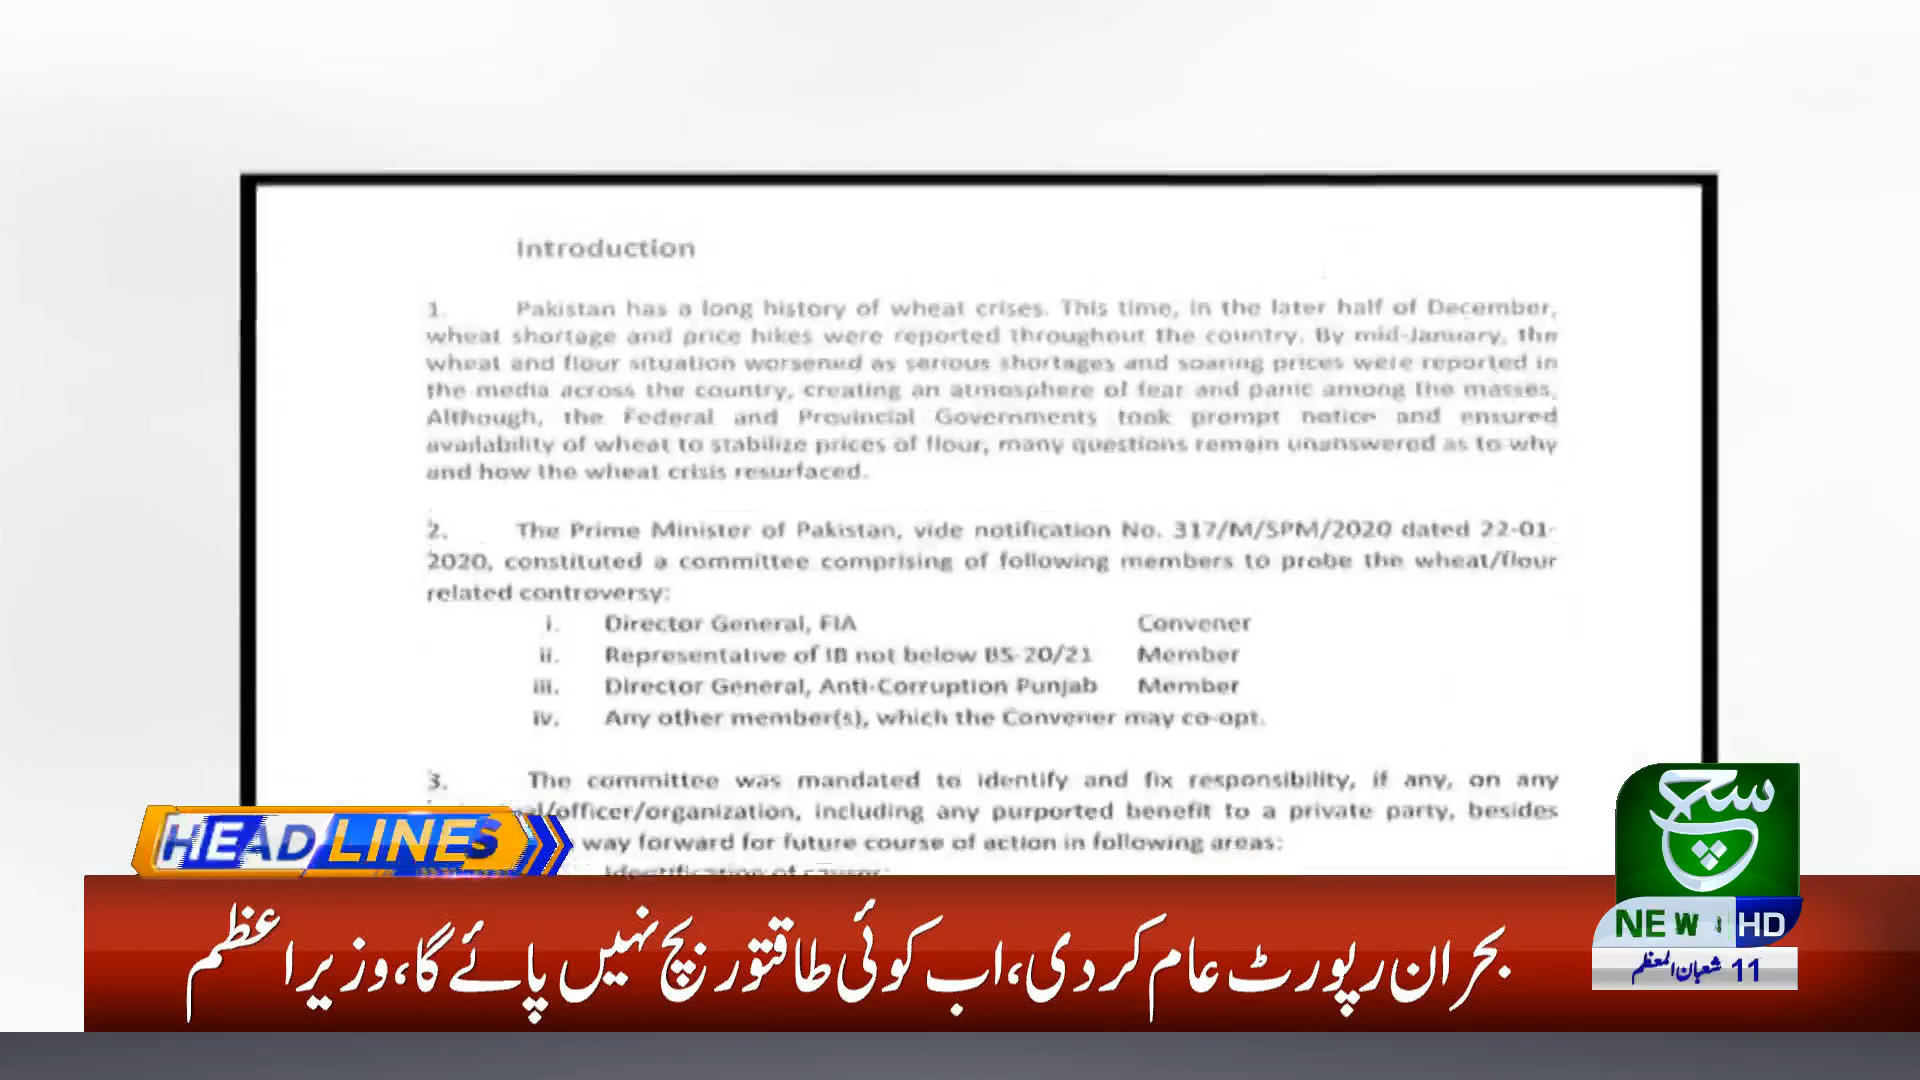 Introduction
1. Pakistan has a long history of wheat crises. This time, in the later half of December,
wheat shortage and price hikes were reported throughout the country. By mid-January, the
wheat and flour situation worsened as serious shortages and soaring prices were reported in
the media across the country, creating an atmosphere of fear and panic among the masses.
Although, the Federal and Provincial Governments took prompt notice and ensured
availability of wheat to stabilize prices of flour, many questions remain unanswered as to why
and how the wheat crisis resurfaced.
2. The Prime Minister of Pakistan, vide notification No. 317/M/SPM/2020 dated 22-01-
2020, constituted a committee comprising of following members to probe the wheat/flour
related controversy:
i. Director General, FIA Convener
ii. Representative of IB not below BS-20/21 Member
iii. Director General, Anti-Corruption Punjab Member
iv. Any other member(s), which the Convener may co-opt.
3. The committee was mandated to identify and fix responsibility, if any, on any
/officer/organization, including any purported benefit to a private party, besides
way forward for future course of action in following areas:
Identification of causes:
HEADLINES
بحران رپورٹ عام کر دی، اب کوئی طاقتور بچ نہیں پائے گا، وزیراعظم
سچ
NEWS HD
11 شعبان المعظم